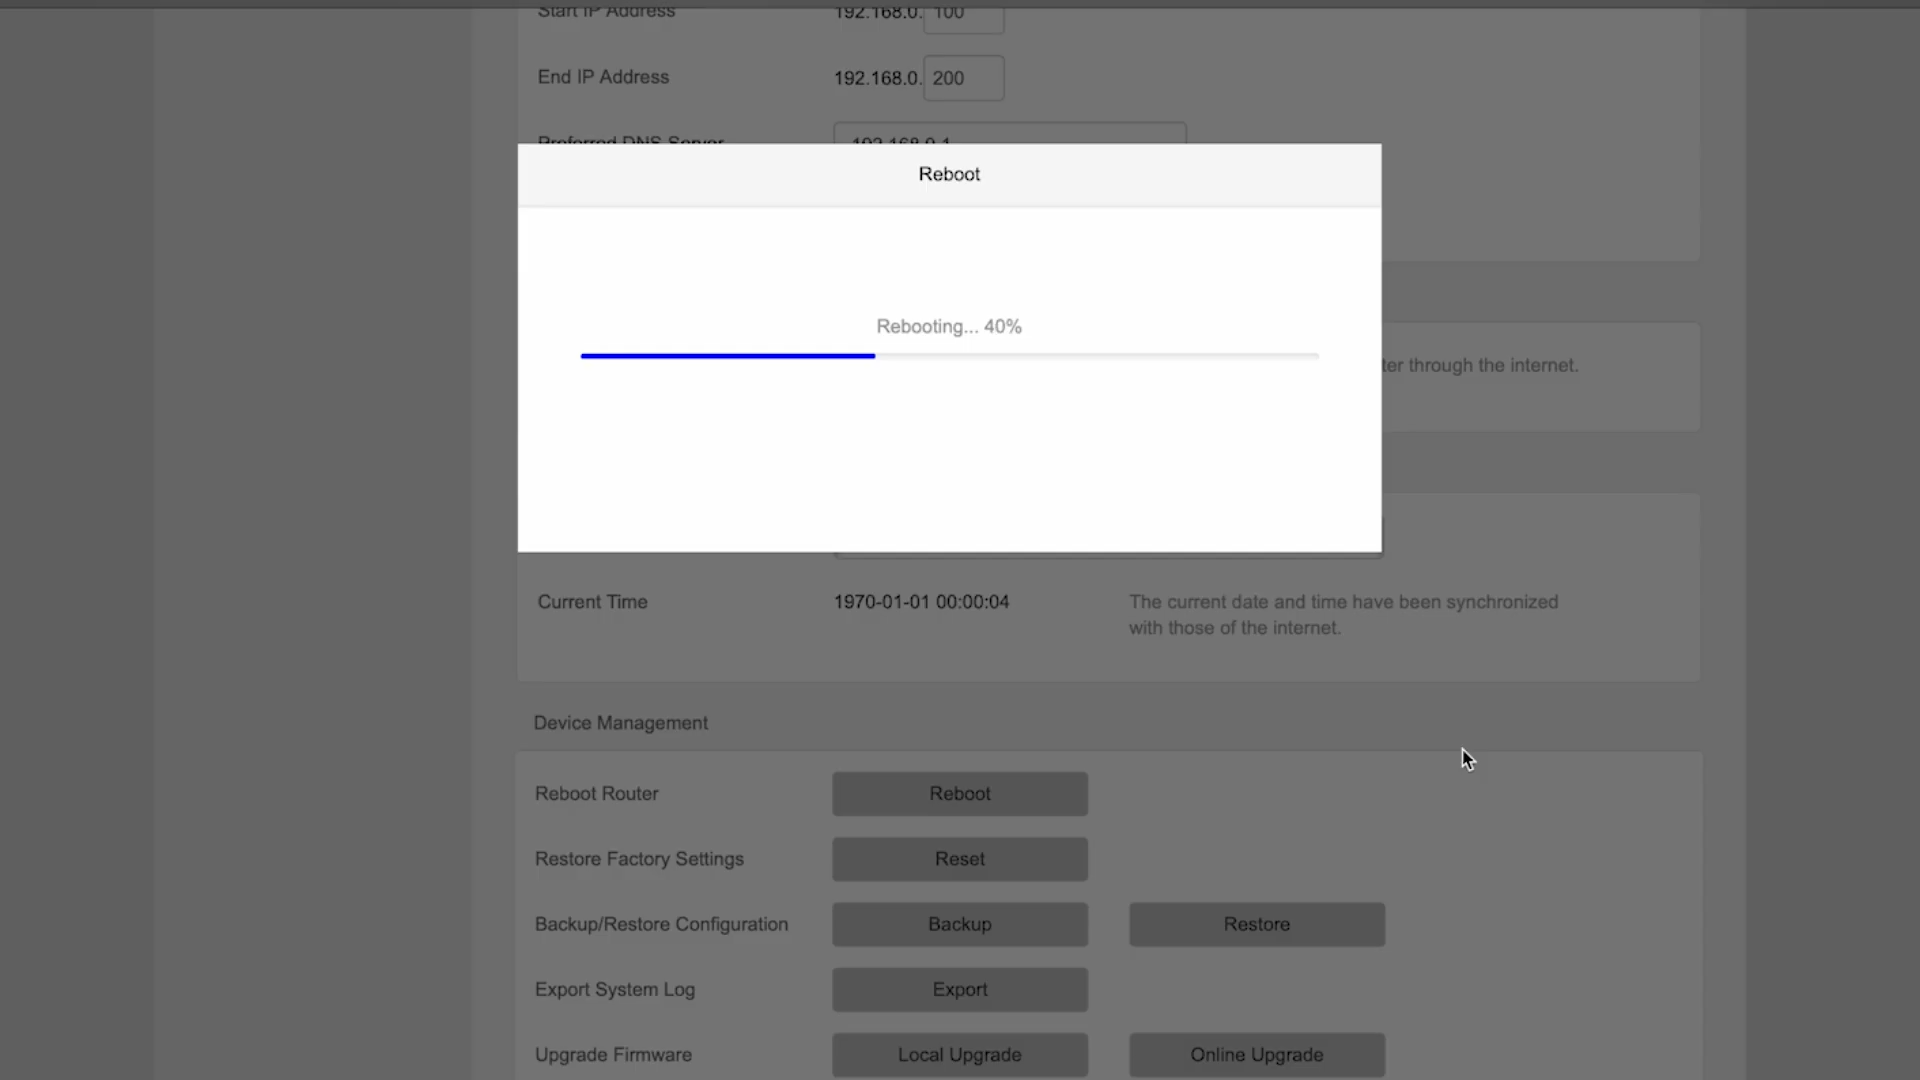 Start IP Address 192.168.0. 100
End IP Address 192.168.0. 200
Preferred DNS Server 192.168.0.1
Reboot
Rebooting... 40%
ter through the internet.
Current Time 1970-01-01 00:00:04 The current date and time have been synchronized
with those of the internet.
Device Management
Reboot Router Reboot
Restore Factory Settings Reset
Backup/Restore Configuration Backup Restore
Export System Log Export
Upgrade Firmware Local Upgrade Online Upgrade